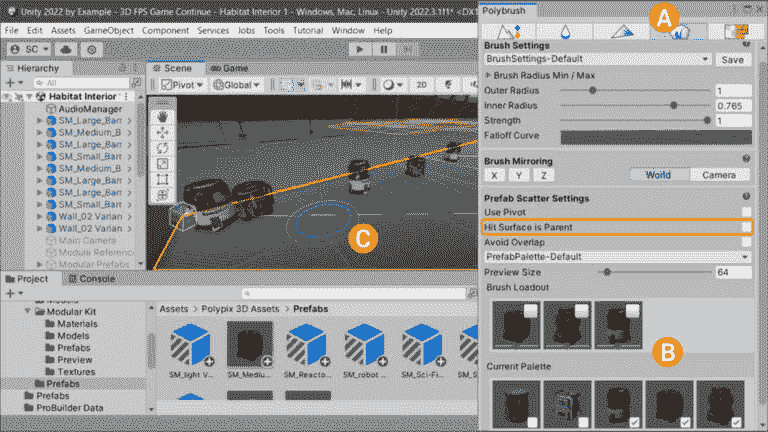 Unity 2022 by Example - 3D FPS Game Continue - Habitat Interior 1 - Windows, Mac, Linux - Unity 2022.3.11f1* <DX1
File Edit Assets GameObject Component Services Jobs Tools Tutorial Window Help
SC
Hierarchy
All
Habitat Interior
AudioManager
SM_Large_Barr
SM_Medium_B
SM_Large_Barr
SM_Small_Barr
SM_Medium_B
SM_Large_Barr
SM_Large_Barr
SM_Small_Barr
Wall_02 Varian
Wall_02 Varian
Main Camera
Module Reference
Modular Prefabs
Scene Game
Pivot Global 2D
C
Project Console
Models
Modular Kit
Materials
Models
Prefabs
Preview
Textures
Prefabs
Prefabs
ProBuilder Data
Assets > Polypix 3D Assets > Prefabs
SM_light V... SM_Mediu... SM_Reacto... SM_robot ... SM_Sci-Fi... S
Polybrush
A
Brush Settings
BrushSettings-Default Save
Brush Radius Min / Max
Outer Radius 1
Inner Radius 0.765
Strength 1
Falloff Curve
Brush Mirroring
X Y Z World Camera
Prefab Scatter Settings
Use Pivot
Hit Surface is Parent
Avoid Overlap
PrefabPalette-Default
Preview Size 64
Brush Loadout
B
Current Palette